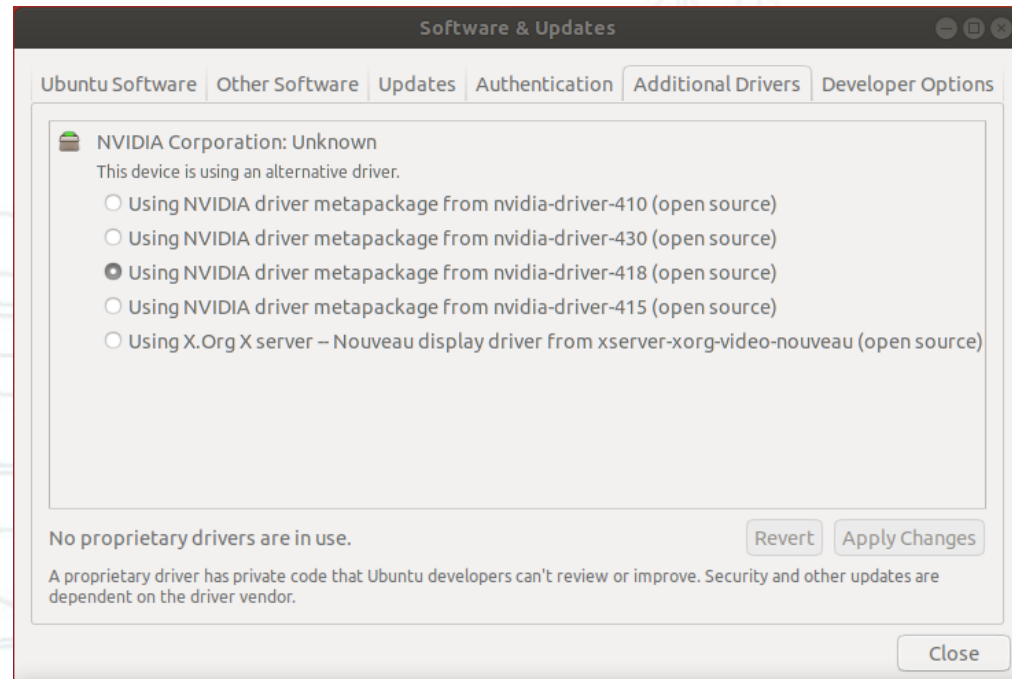 Software & Updates
Ubuntu Software Other Software Updates Authentication Additional Drivers Developer Options
NVIDIA Corporation: Unknown
This device is using an alternative driver.
Using NVIDIA driver metapackage from nvidia-driver-410 (open source)
Using NVIDIA driver metapackage from nvidia-driver-430 (open source)
Using NVIDIA driver metapackage from nvidia-driver-418 (open source)
Using NVIDIA driver metapackage from nvidia-driver-415 (open source)
Using X.Org X server -- Nouveau display driver from xserver-xorg-video-nouveau (open source)
No proprietary drivers are in use.
Revert Apply Changes
A proprietary driver has private code that Ubuntu developers can't review or improve. Security and other updates are
dependent on the driver vendor.
Close